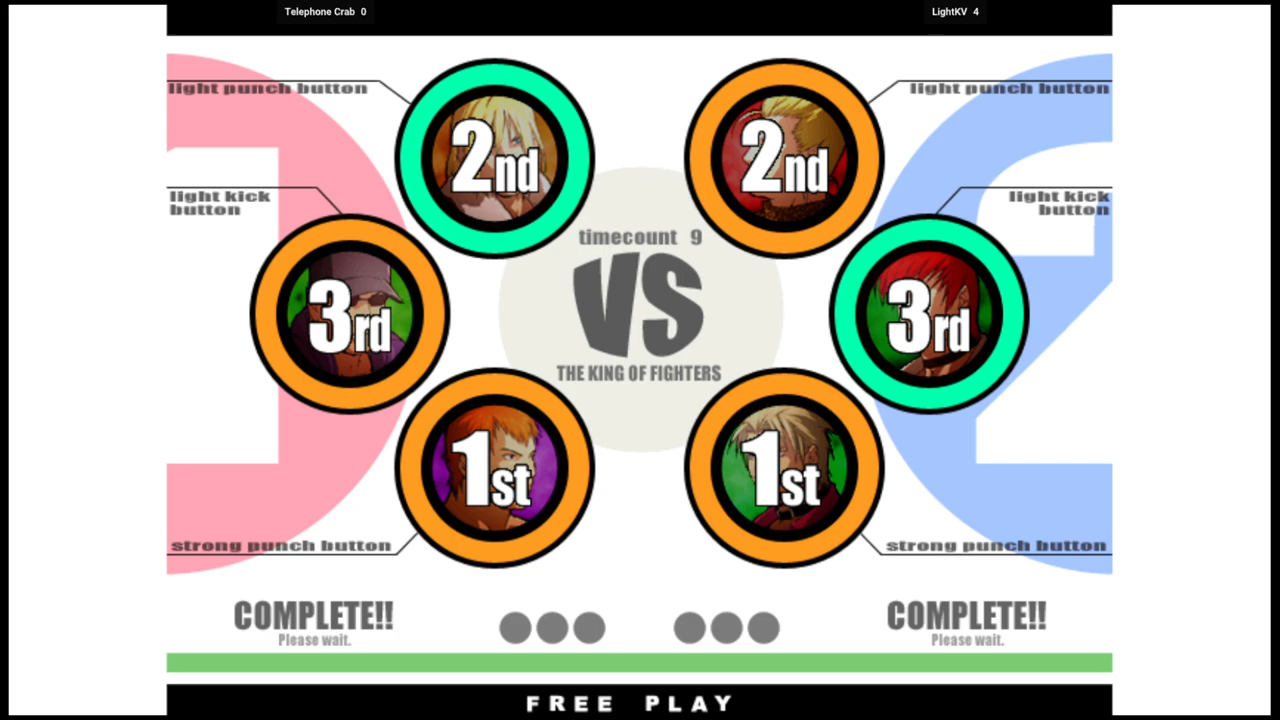 Telephone Crab 0
LightKV 4
light punch button
light punch button
2nd
2nd
light kick
button
light kick
button
timecount 9
VS
THE KING OF FIGHTERS
3rd
3rd
1st
1st
strong punch button
strong punch button
COMPLETE!!
Please wait.
COMPLETE!!
Please wait.
FREE PLAY